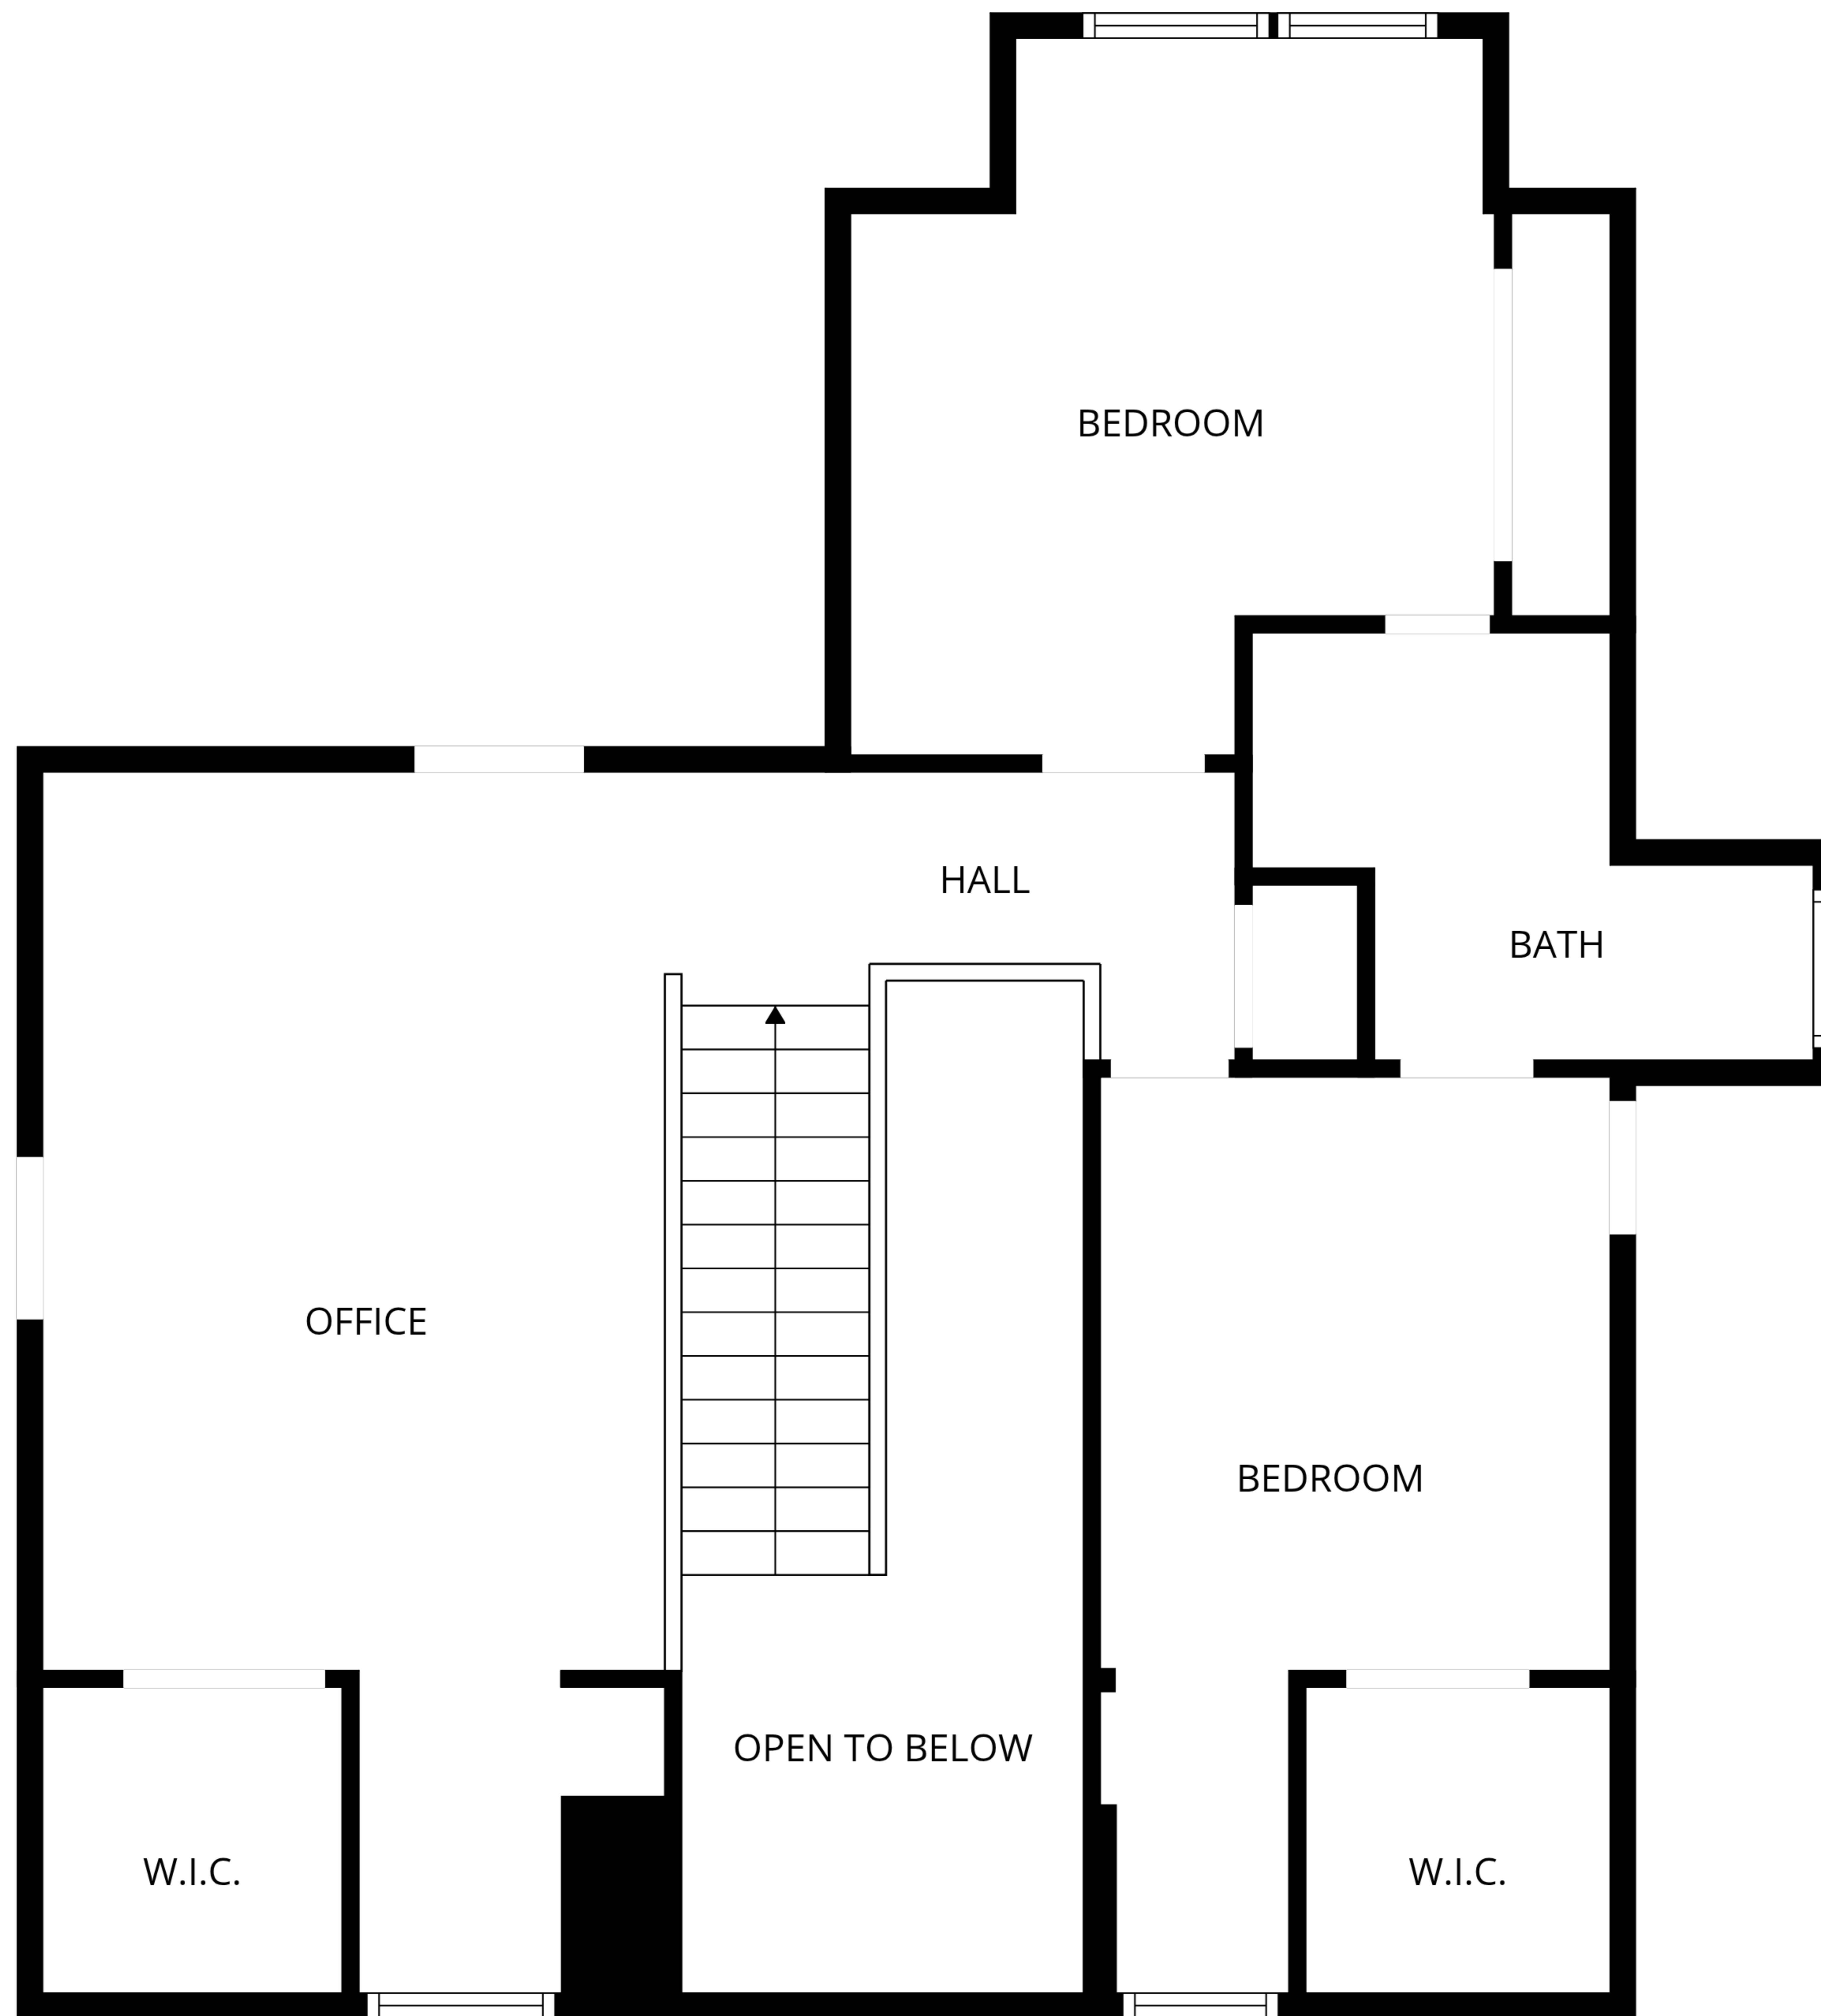 BEDROOM
HALL
BATH
OFFICE
BEDROOM
OPEN TO BELOW
W.I.C.
W.I.C.